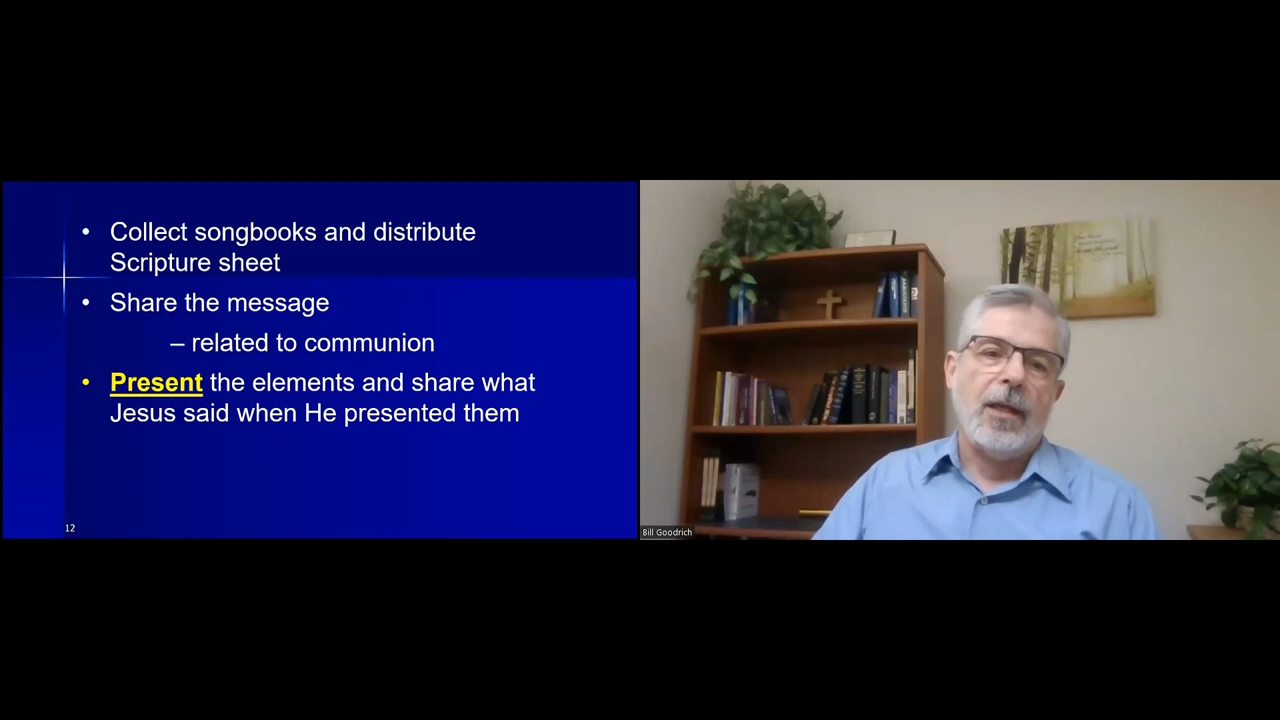 • Collect songbooks and distribute
Scripture sheet
• Share the message
– related to communion
• Present the elements and share what
Jesus said when He presented them
12
Bill Goodrich